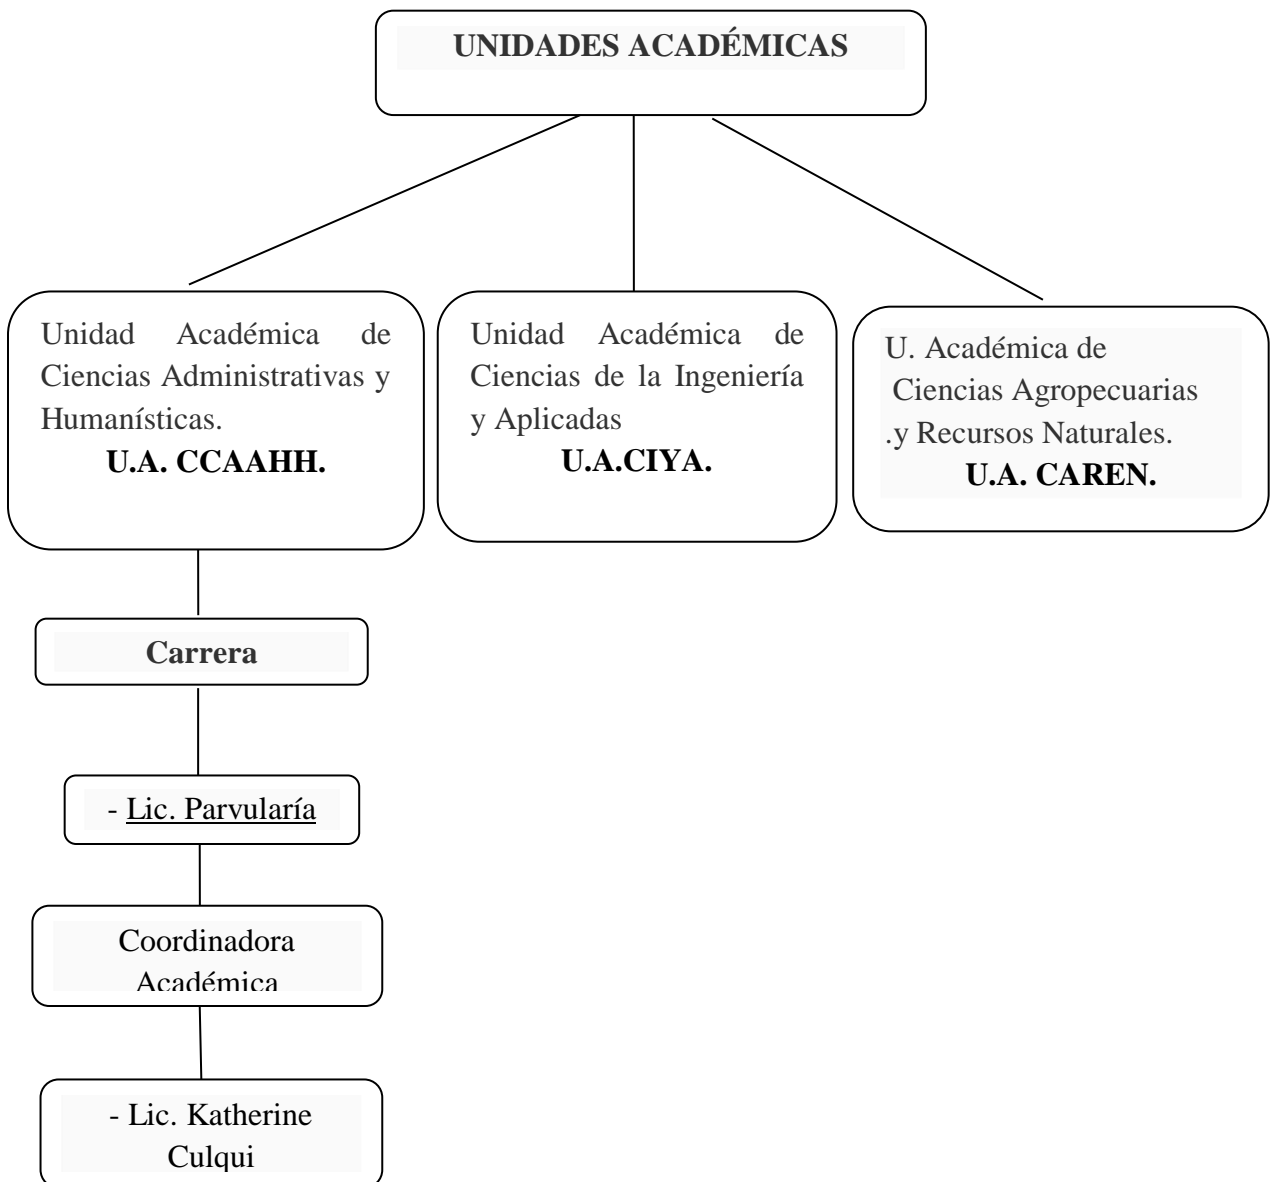 UNIDADES ACADÉMICAS
Unidad Académica de
Ciencias Administrativas y
Humanísticas.
U.A. CCAAHH.
Unidad Académica de
Ciencias de la Ingeniería
y Aplicadas
U.A.CIYA.
U. Académica de
Ciencias Agropecuarias
.y Recursos Naturales.
U.A. CAREN.
Carrera
- Lic. Parvularía
Coordinadora
Académica
- Lic. Katherine
Culqui